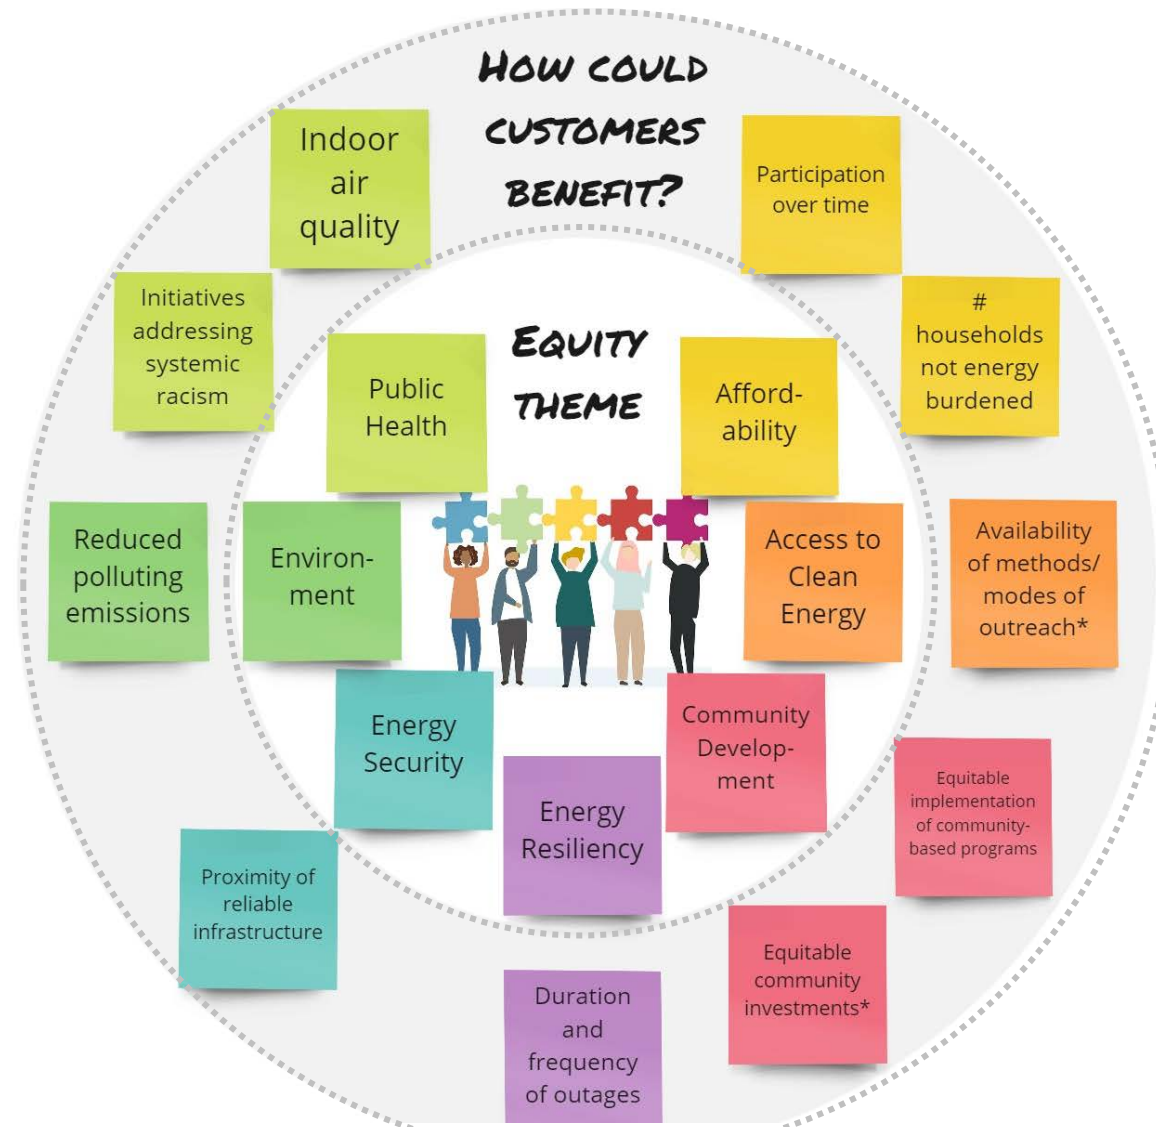 HOW COULD
CUSTOMERS
BENEFIT?
Indoor
air
quality
Participation
over time
Initiatives
addressing
systemic
racism
#
households
not energy
burdened
EQUITY
THEME
Public
Health
Afford-
ability
Reduced
polluting
emissions
Environ-
ment
Access to
Clean
Energy
Availability
of methods/
modes of
outreach*
Energy
Security
Community
Develop-
ment
Energy
Resiliency
Equitable
implementation
of community-
based programs
Proximity of
reliable
infrastructure
Equitable
community
investments*
Duration
and
frequency
of outages